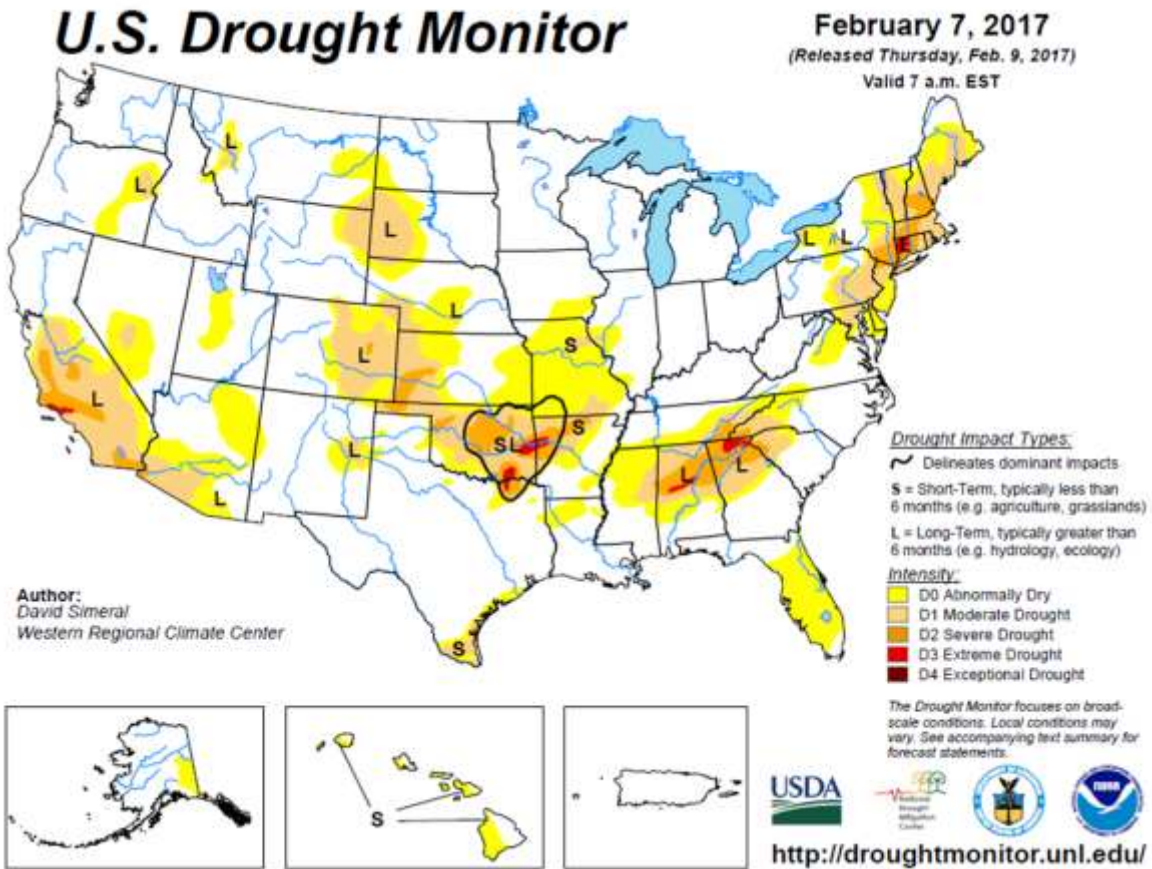 U.S. Drought Monitor
February 7, 2017
(Released Thursday, Feb. 9, 2017)
Valid 7 a.m. EST
L
L
L
L
L
L
S
L
L
L
L
S L
S
L
L
L
S
Drought Impact Types:
Delineates dominant impacts
S = Short-Term, typically less than
6 months (e.g. agriculture, grasslands)
L = Long-Term, typically greater than
6 months (e.g. hydrology, ecology)
Intensity:
D0 Abnormally Dry
D1 Moderate Drought
D2 Severe Drought
D3 Extreme Drought
D4 Exceptional Drought
Author:
David Simeral
Western Regional Climate Center
S
The Drought Monitor focuses on broad-
scale conditions. Local conditions may
vary. See accompanying text summary for
forecast statements.
USDA
National
Drought
Mitigation
Center
http://droughtmonitor.unl.edu/